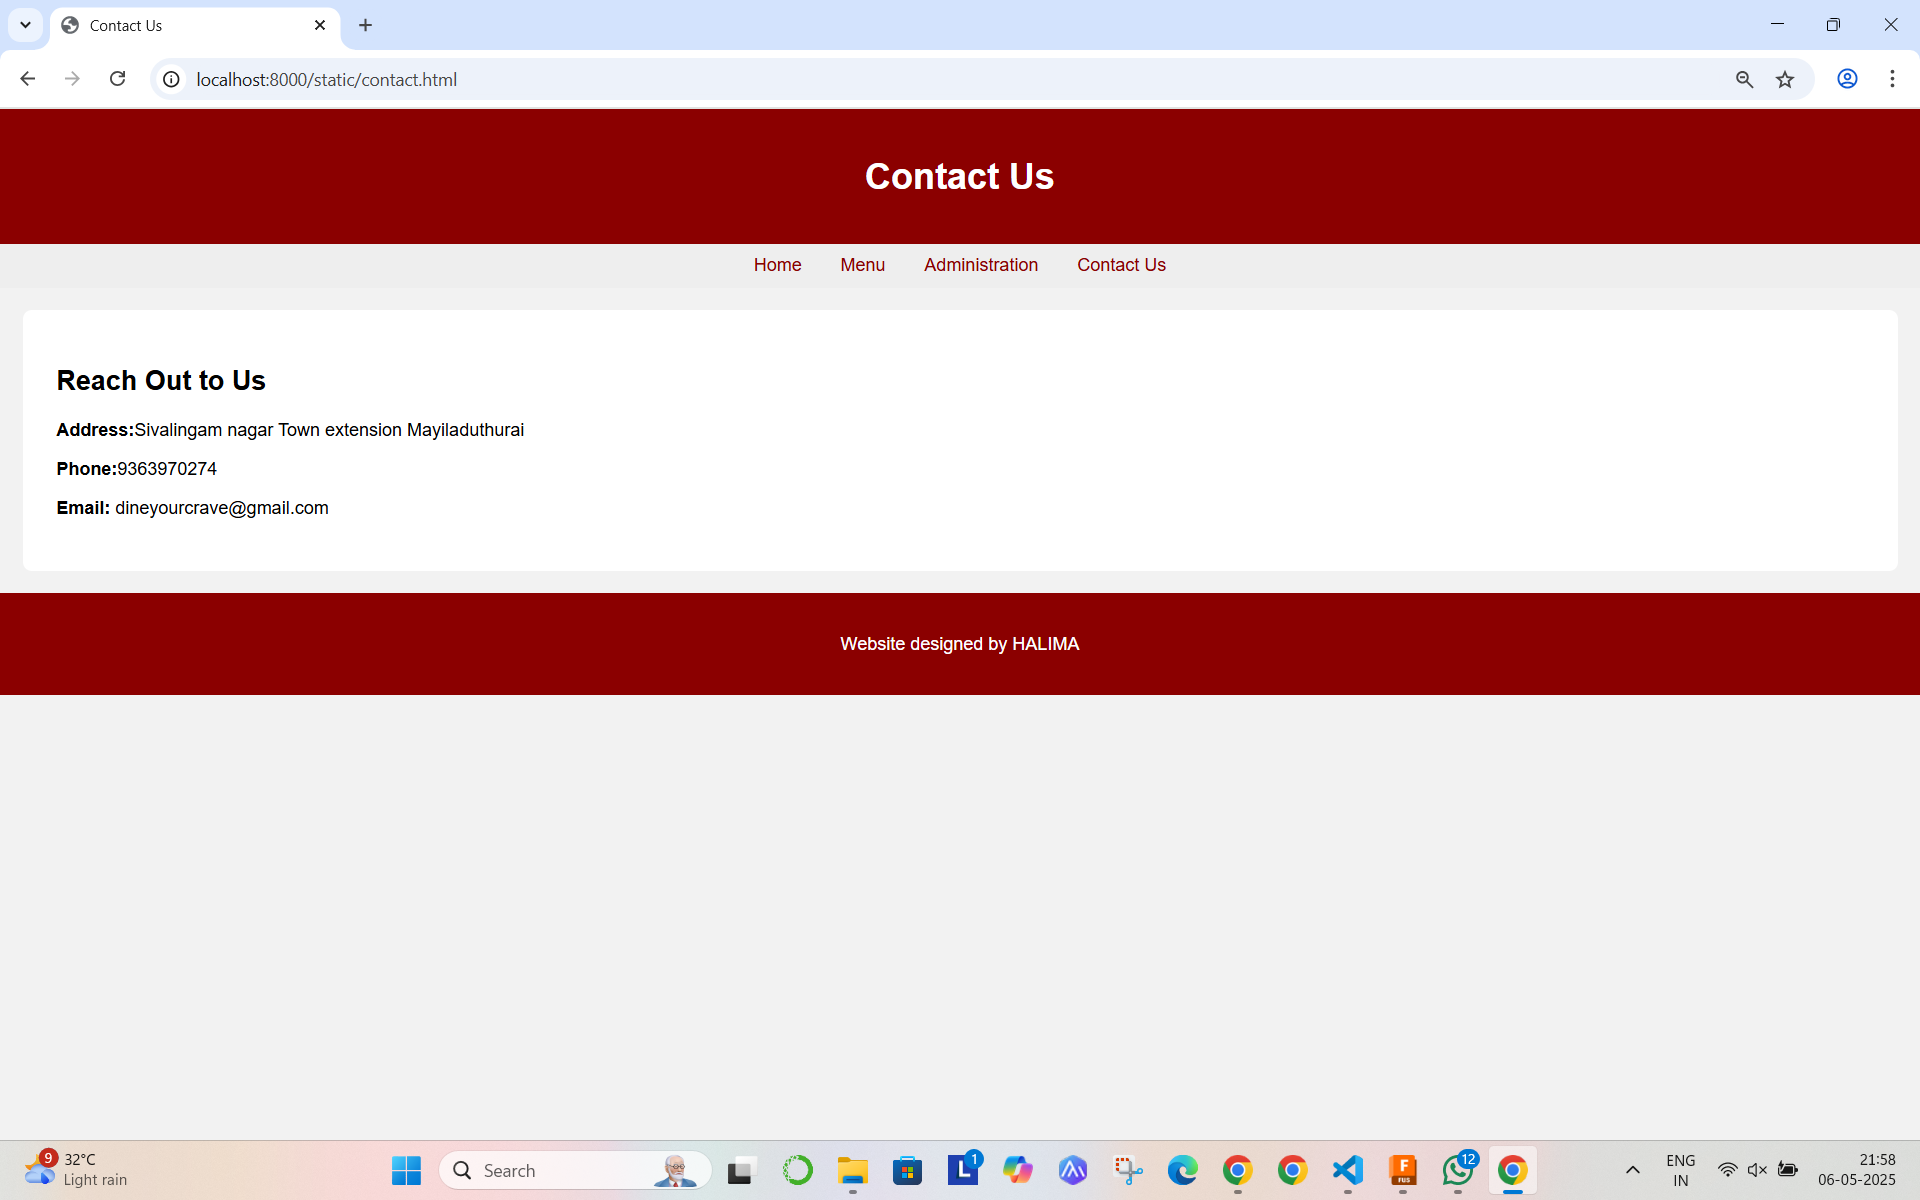 Contact Us
localhost:8000/static/contact.html
Contact Us
Home Menu Administration Contact Us
Reach Out to Us
Address:Sivalingam nagar Town extension Mayiladuthurai
Phone:9363970274
Email: dineyourcrave@gmail.com
Website designed by HALIMA
9
32°C
Light rain
Search
L
1
F
FUS
12
ENG
IN
21:58
06-05-2025